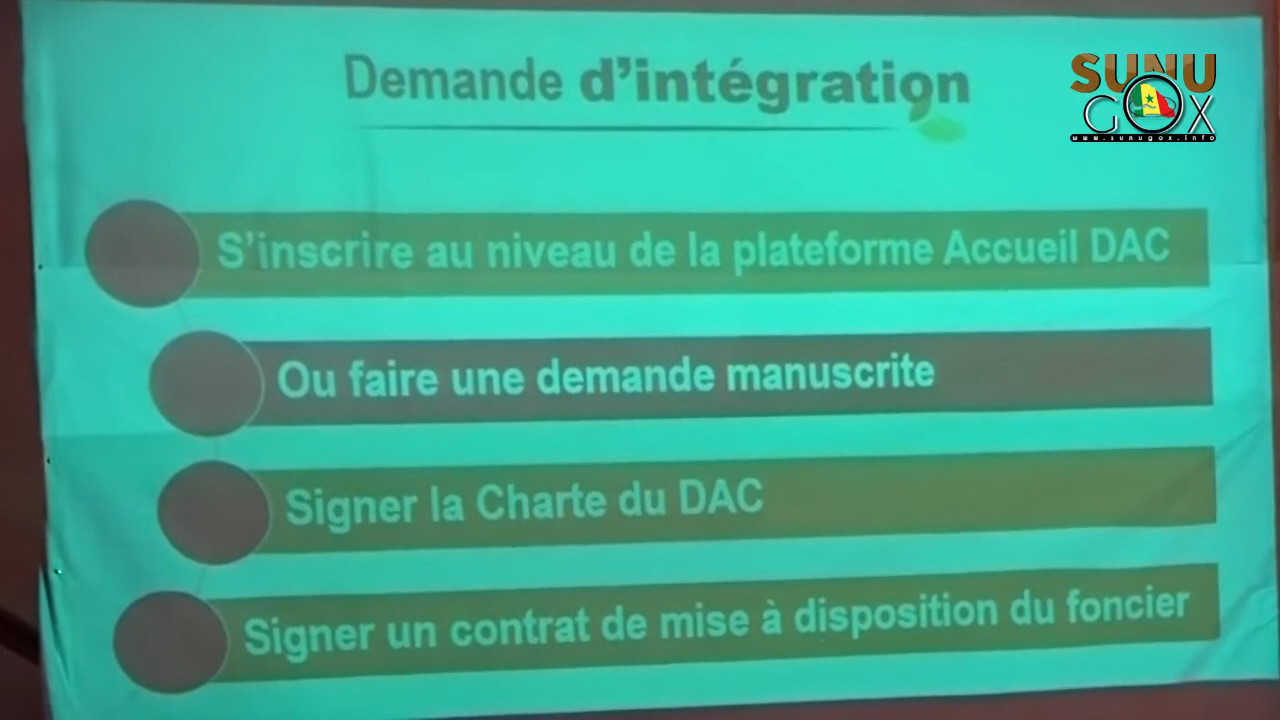 Demande d'intégration
SUNU
GOX
www.sunugox.info
S'inscrire au niveau de la plateforme Accueil DAC
Ou faire une demande manuscrite
Signer la Charte du DAC
Signer un contrat de mise à disposition du foncier